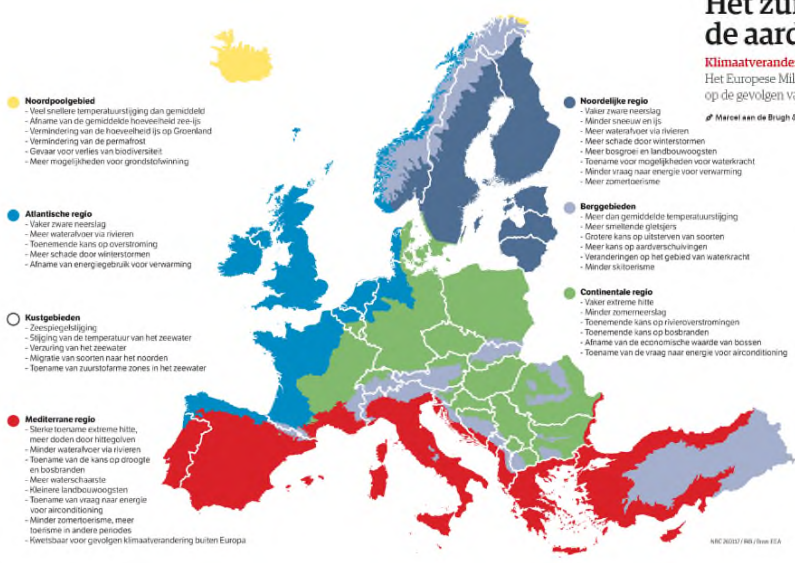 Het zui
de aard
Klimaatverander
Het Europese Mil
op de gevolgen va
Marcel aan de Brugh &
Noordpoolgebied
- Veel snellere temperatuurstijging dan gemiddeld
- Afname van de gemiddelde hoeveelheid zee-ijs
- Vermindering van de hoeveelheid ijs op Groenland
- Vermindering van de permafrost
- Gevaar voor verlies van biodiversiteit
- Meer mogelijkheden voor grondstofwinning
Atlantische regio
- Vaker zware neerslag
- Meer waterafvoer via rivieren
- Toenemende kans op overstroming
- Meer schade door winterstormen
- Afname van energiegebruik voor verwarming
Kustgebieden
- Zeespiegelstijging
- Stijging van de temperatuur van het zeewater
- Verzuring van het zeewater
- Migratie van soorten naar het noorden
- Toename van zuurstofarme zones in het zeewater
Mediterrane regio
- Sterke toename extreme hitte,
meer doden door hittegolven
- Minder waterafvoer via rivieren
- Toename van de kans op droogte
en bosbranden
- Meer waterschaarste
- Kleinere landbouwoogsten
- Toename van vraag naar energie
voor airconditioning
- Minder zomertoerisme, meer
toerisme in andere periodes
- Kwetsbaar voor gevolgen klimaatverandering buiten Europa
Noordelijke regio
- Vaker zware neerslag
- Minder sneeuw en ijs
- Meer waterafvoer via rivieren
- Meer schade door winterstormen
- Meer bosgroei en landbouwoogsten
- Toename voor mogelijkheden voor waterkracht
- Minder vraag naar energie voor verwarming
- Meer zomertoerisme
Berggebieden
- Meer dan gemiddelde temperatuurstijging
- Meer smeltende gletsjers
- Grotere kans op uitsterven van soorten
- Meer kans op aardverschuivingen
- Veranderingen op het gebied van waterkracht
- Minder skitoerisme
Continentale regio
- Vaker extreme hitte
- Minder zomerneerslag
- Toenemende kans op rivieroverstromingen
- Toenemende kans op bosbranden
- Afname van de economische waarde van bossen
- Toename van de vraag naar energie voor airconditioning
NRC 260117 / RL / Bron: EEA